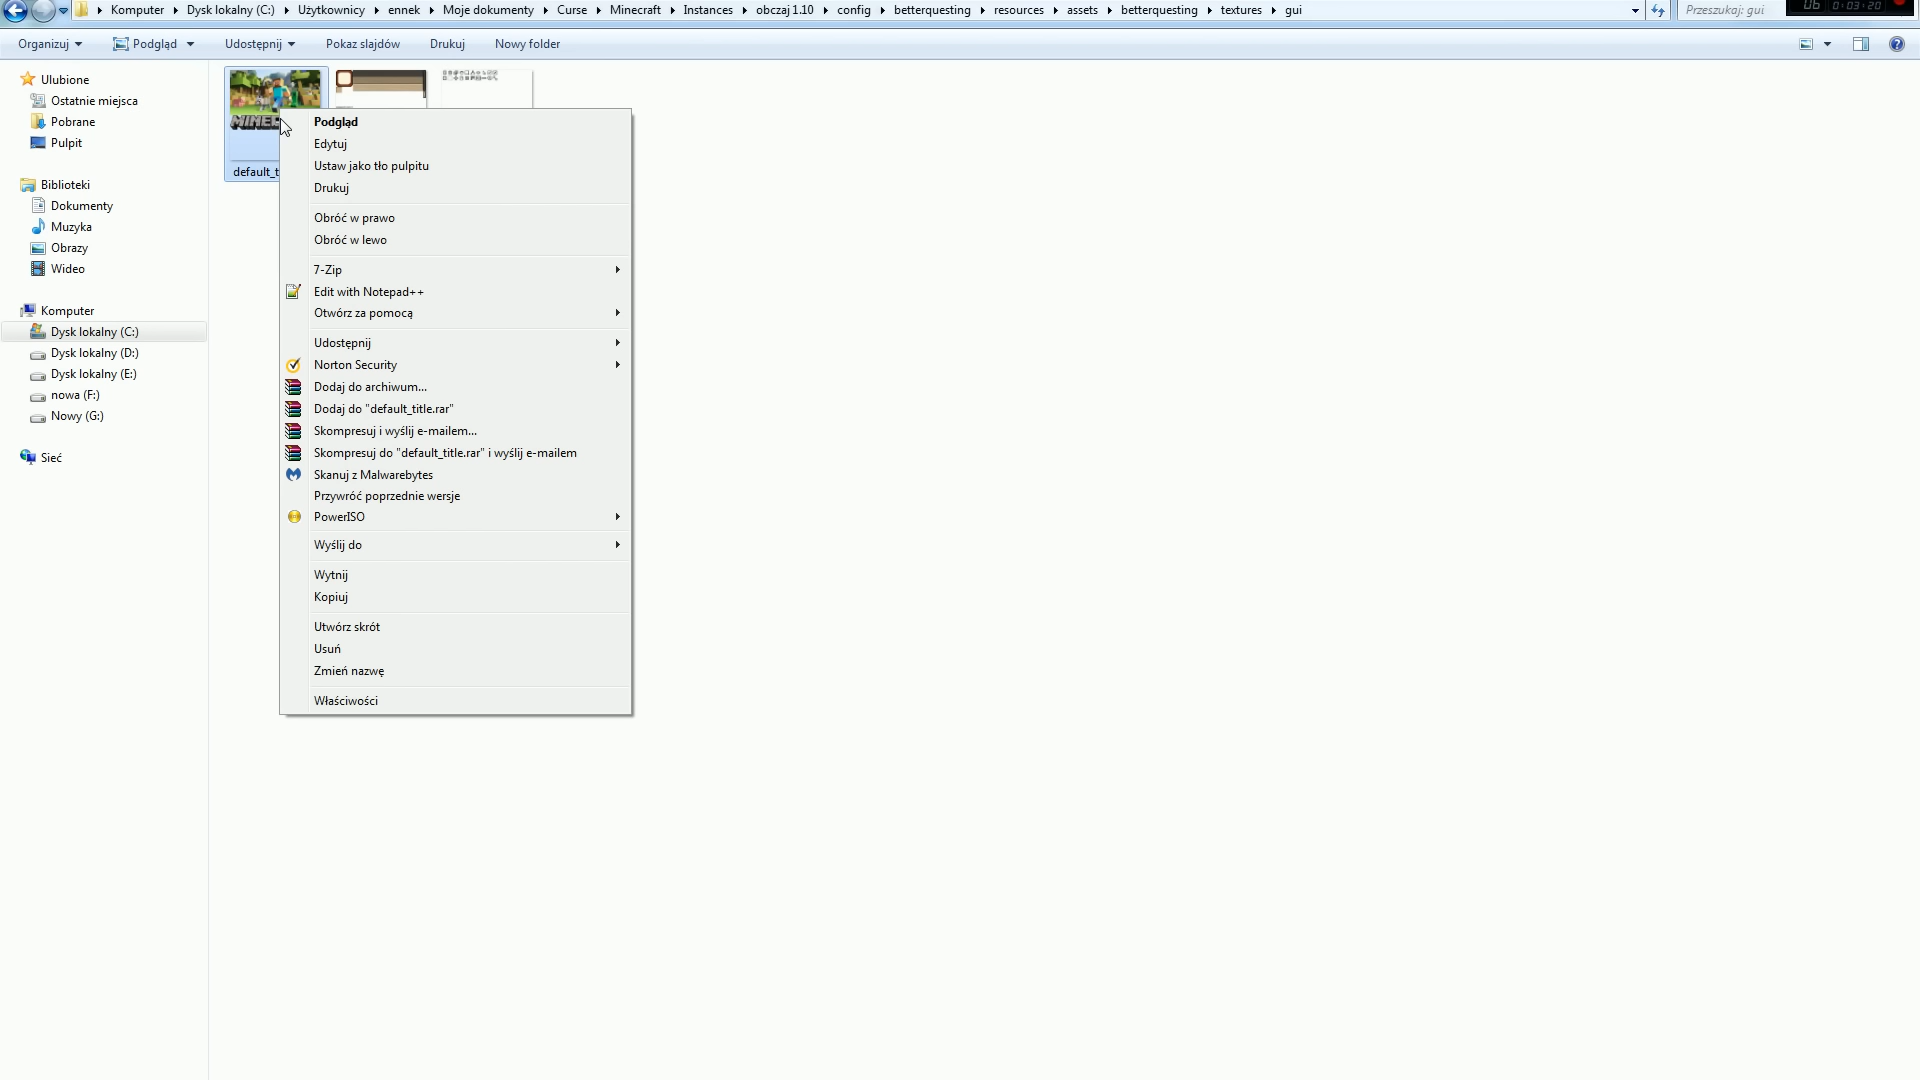 Komputer ▸ Dysk lokalny (C:) ▸ Użytkownicy ▸ ennek ▸ Moje dokumenty ▸ Curse ▸ Minecraft ▸ Instances ▸ obczaj 1.10 ▸ config ▸ betterquesting ▸ resources ▸ assets ▸ betterquesting ▸ textures ▸ gui
Przeszukaj: gui
06 0:03:20
Organizuj Podgląd Udostępnij Pokaz slajdów Drukuj Nowy folder
Ulubione
Ostatnie miejsca
Pobrane
Pulpit
Biblioteki
Dokumenty
Muzyka
Obrazy
Wideo
Komputer
Dysk lokalny (C:)
Dysk lokalny (D:)
Dysk lokalny (E:)
nowa (F:)
Nowy (G:)
Sieć
default_t
Podgląd
Edytuj
Ustaw jako tło pulpitu
Drukuj
Obróć w prawo
Obróć w lewo
7-Zip
Edit with Notepad++
Otwórz za pomocą
Udostępnij
Norton Security
Dodaj do archiwum...
Dodaj do "default_title.rar"
Skompresuj i wyślij e-mailem...
Skompresuj do "default_title.rar" i wyślij e-mailem
Skanuj z Malwarebytes
Przywróć poprzednie wersje
PowerISO
Wyślij do
Wytnij
Kopiuj
Utwórz skrót
Usuń
Zmień nazwę
Właściwości